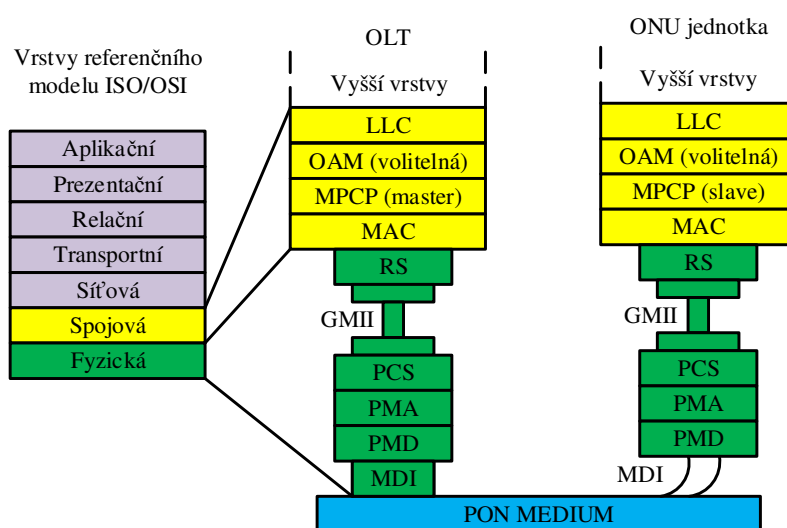 Vrstvy referenčního
modelu ISO/OSI
Aplikační
Prezentační
Relační
Transportní
Síťová
Spojová
Fyzická
OLT
Vyšší vrstvy
LLC
OAM (volitelná)
MPCP (master)
MAC
RS
GMII
PCS
PMA
PMD
MDI
ONU jednotka
Vyšší vrstvy
LLC
OAM (volitelná)
MPCP (slave)
MAC
RS
GMII
PCS
PMA
PMD
MDI
PON MEDIUM